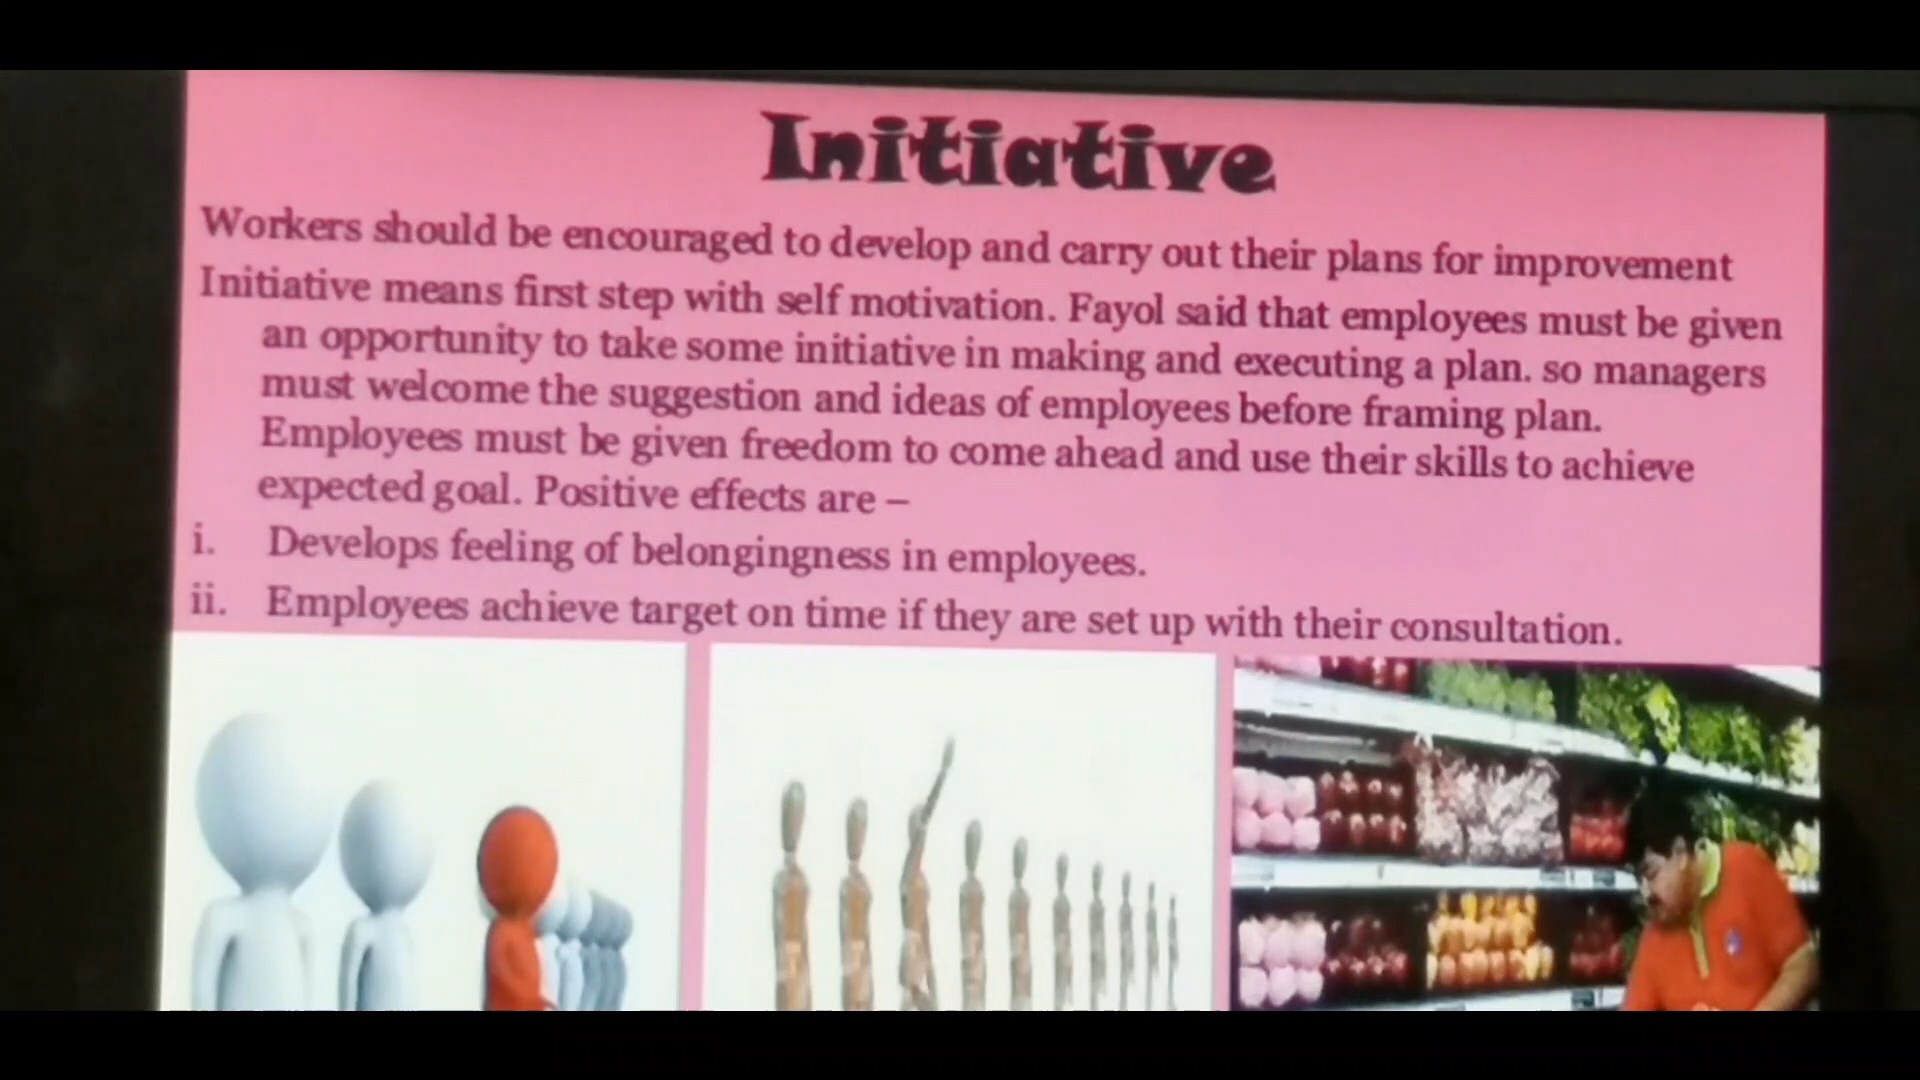 Initiative
Workers should be encouraged to develop and carry out their plans for improvement
Initiative means first step with self motivation. Fayol said that employees must be given
an opportunity to take some initiative in making and executing a plan. so managers
must welcome the suggestion and ideas of employees before framing plan.
Employees must be given freedom to come ahead and use their skills to achieve
expected goal. Positive effects are –
i. Develops feeling of belongingness in employees.
ii. Employees achieve target on time if they are set up with their consultation.